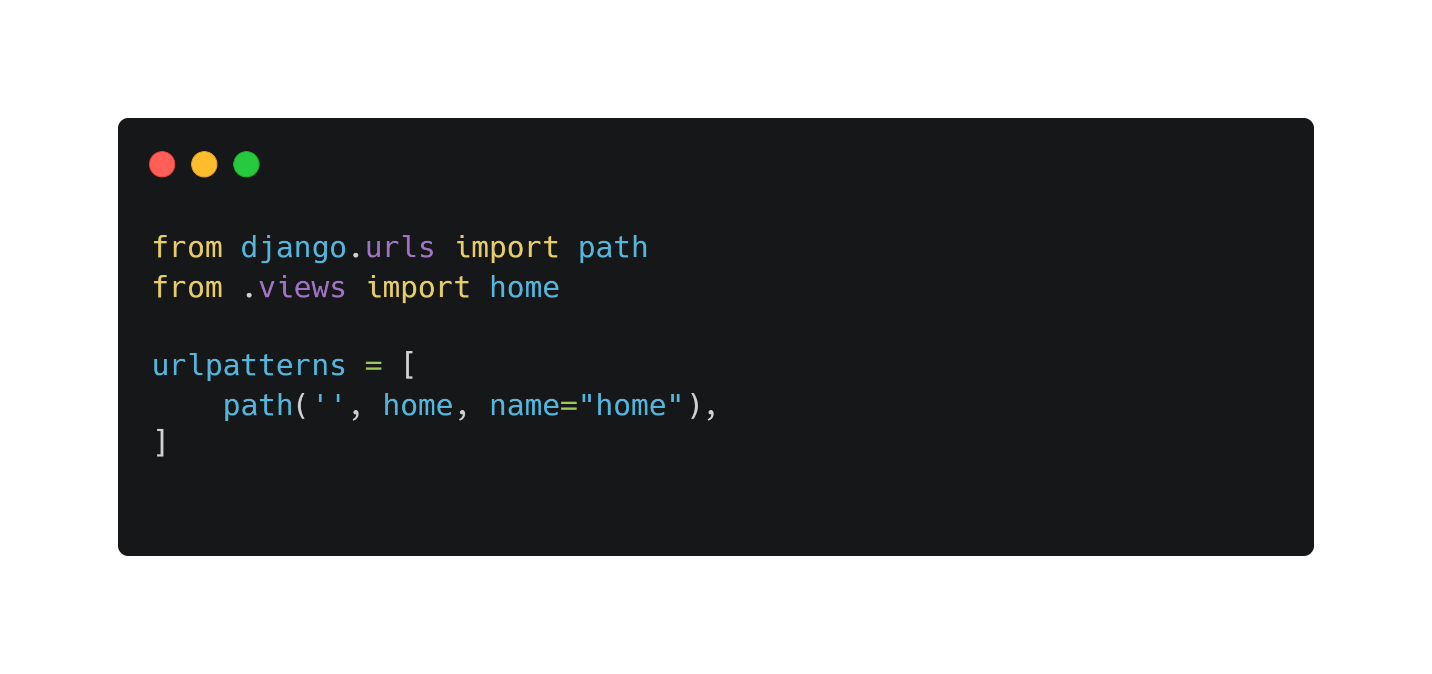 from django.urls import path
from .views import home

urlpatterns = [
    path('', home, name="home"),
]